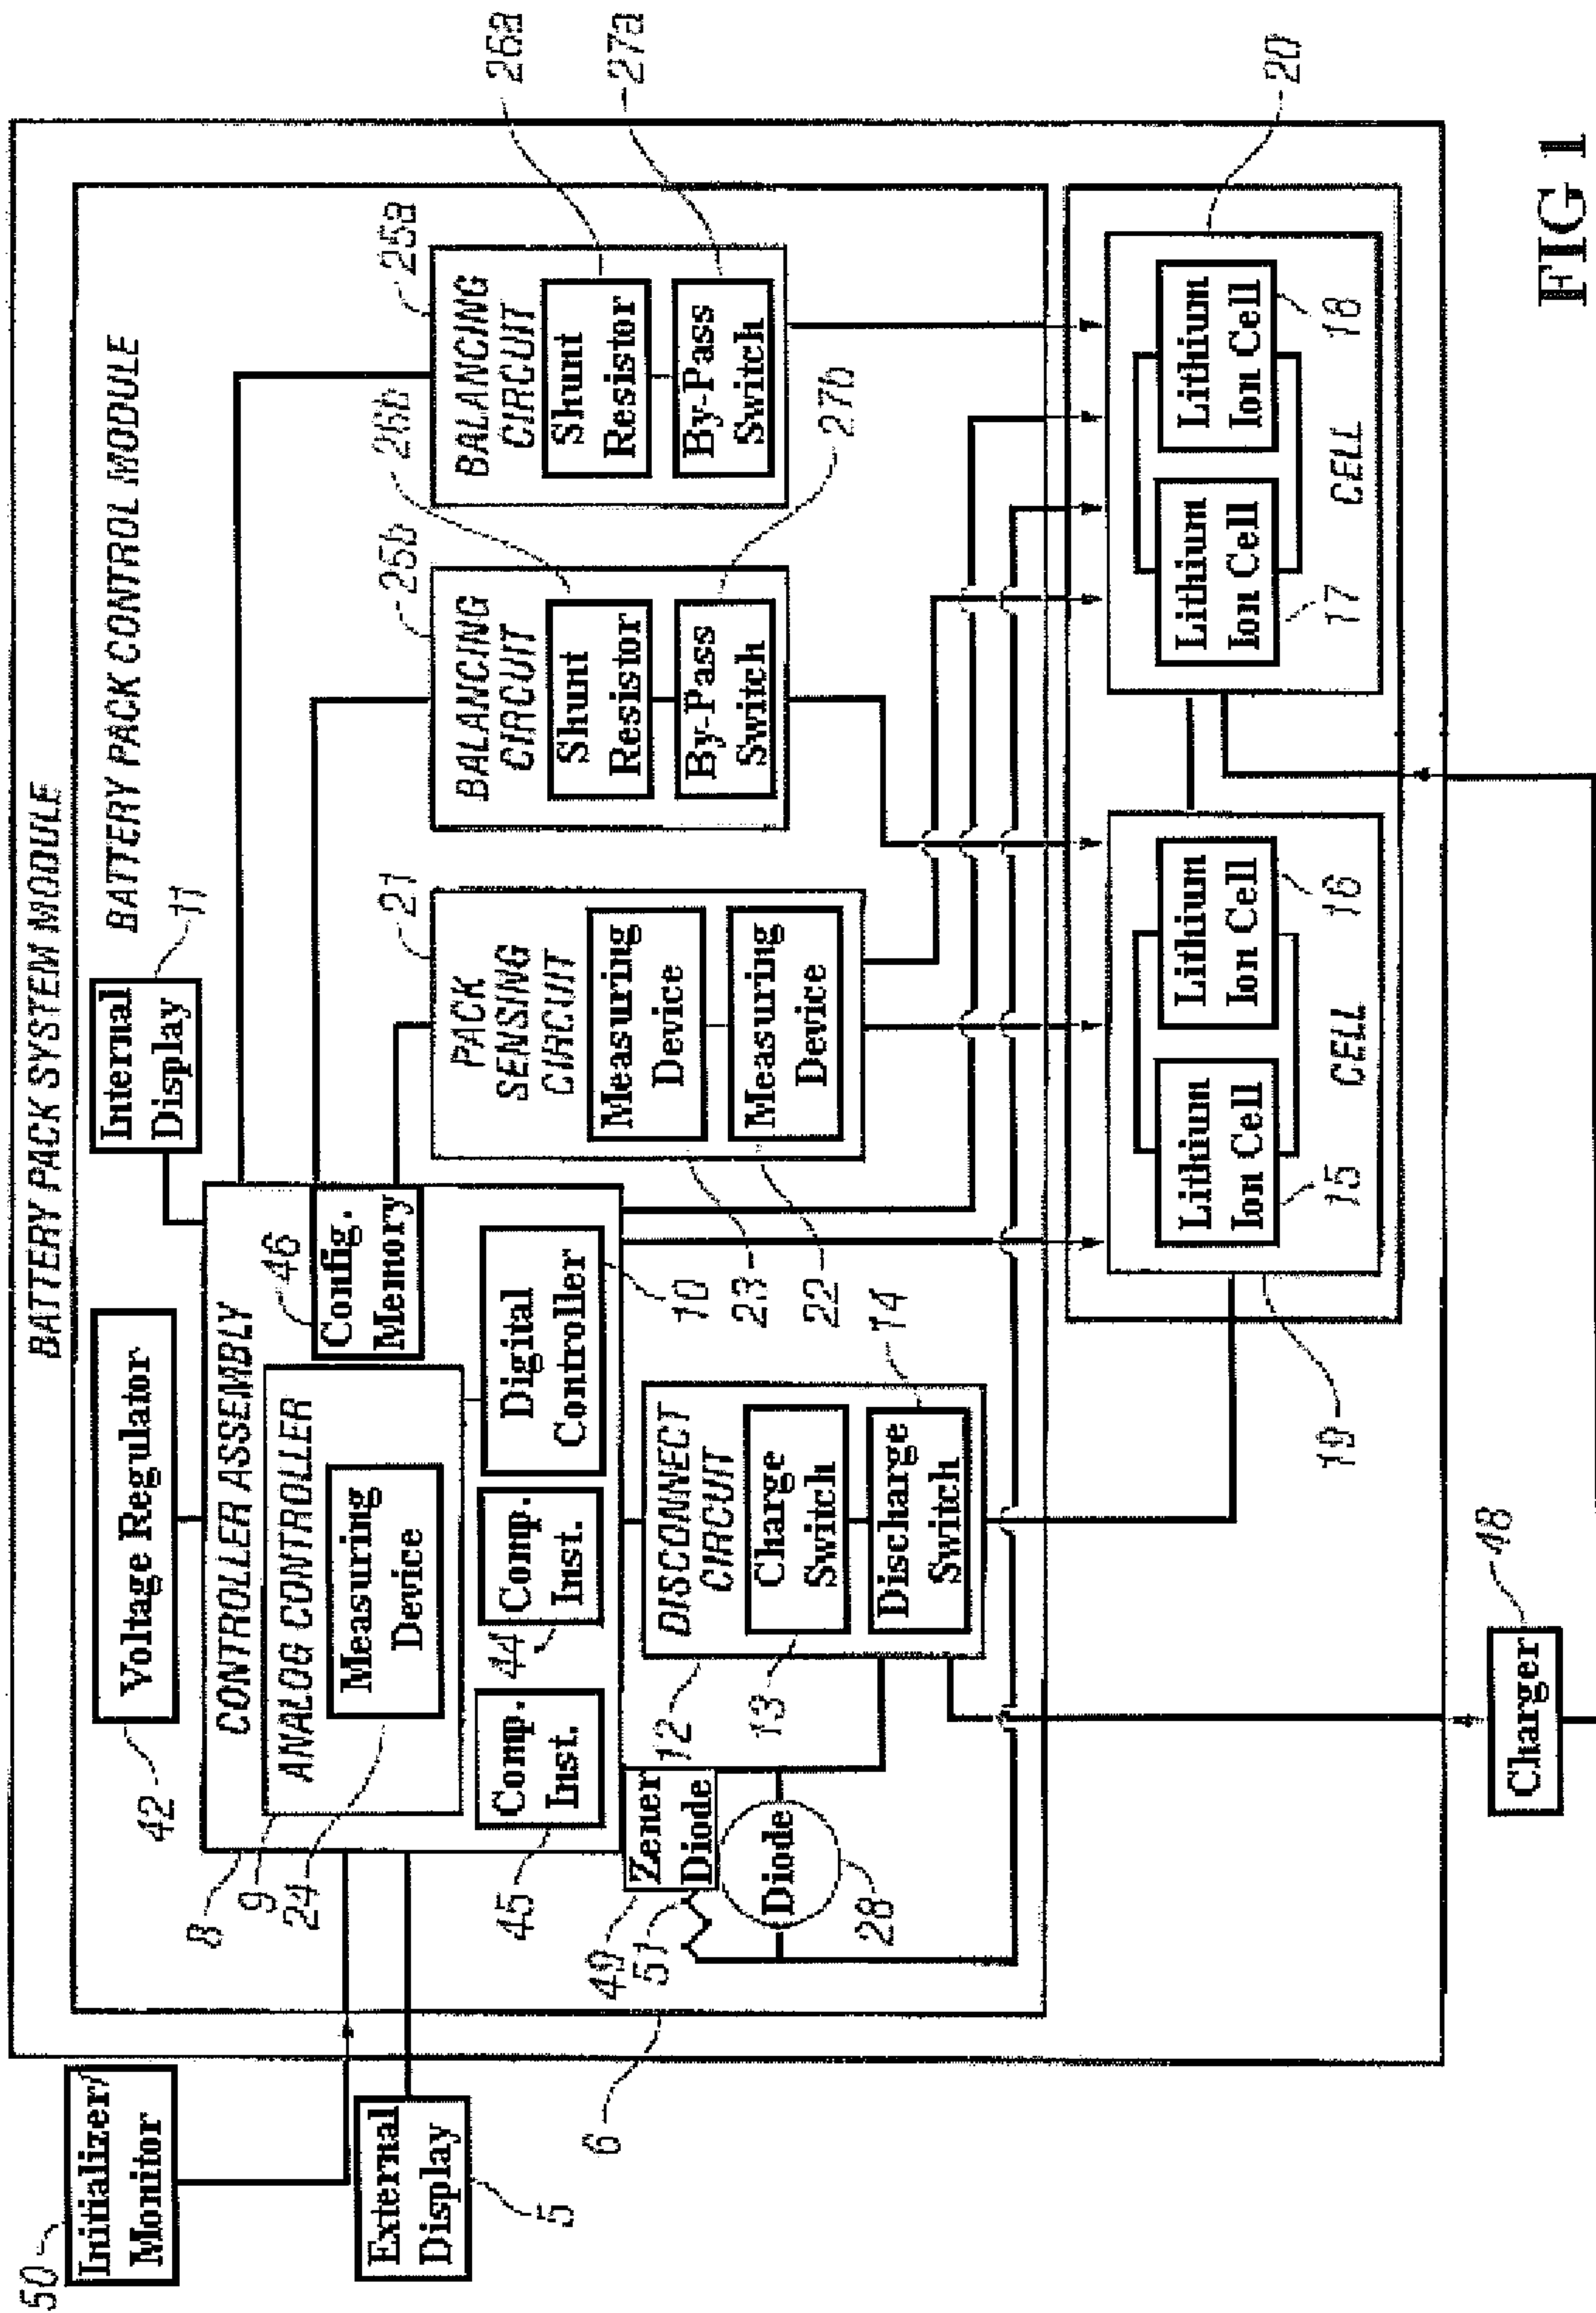 BATTERY PACK SYSTEM MODULE
BATTERY PACK CONTROL MODULE
50
Initializer/
Monitor
External
Display
5
6
42
Voltage Regulator
Internal
Display
11
CONTROLLER ASSEMBLY
8
ANALOG CONTROLLER
9
Measuring
Device
24
46
Config.
Memory
Digital
Controller
10
Comp.
Inst.
44
Comp.
Inst.
45
Zener
Diode
49
51
Diode
28
DISCONNECT
CIRCUIT
12
Charge
Switch
13
Discharge
Switch
14
PACK
SENSING
CIRCUIT
21
Measuring
Device
23
Measuring
Device
22
BALANCING
CIRCUIT
25b
Shunt
Resistor
26b
By-Pass
Switch
27b
BALANCING
CIRCUIT
25a
Shunt
Resistor
26a
By-Pass
Switch
27a
Lithium
Ion Cell
15
Lithium
Ion Cell
16
CELL
19
Lithium
Ion Cell
17
Lithium
Ion Cell
18
CELL
20
Charger
48
FIG 1